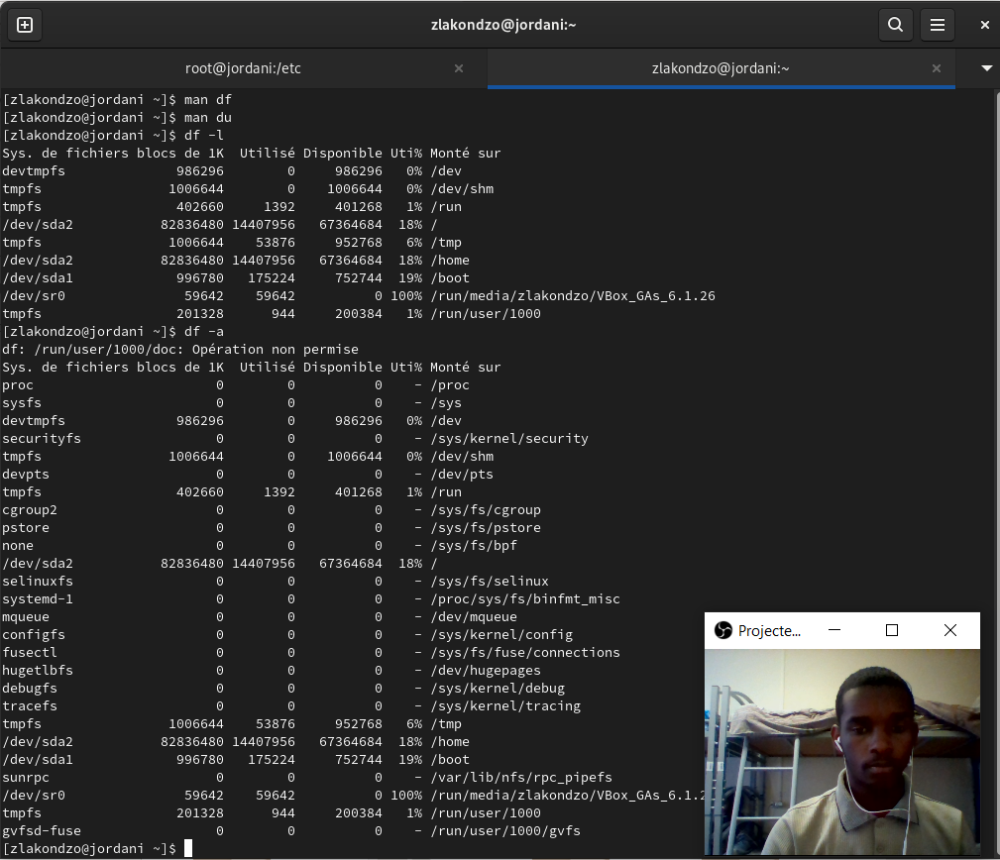 zlakondzo@jordani:~
root@jordani:/etc
zlakondzo@jordani:~
[zlakondzo@jordani ~]$ man df
[zlakondzo@jordani ~]$ man du
[zlakondzo@jordani ~]$ df -l
Sys. de fichiers blocs de 1K  Utilisé Disponible Uti% Monté sur
devtmpfs              986296        0     986296   0% /dev
tmpfs                1006644        0    1006644   0% /dev/shm
tmpfs                 402660     1392     401268   1% /run
/dev/sda2           82836480 14407956   67364684  18% /
tmpfs                1006644    53876     952768   6% /tmp
/dev/sda2           82836480 14407956   67364684  18% /home
/dev/sda1             996780   175224     752744  19% /boot
/dev/sr0               59642    59642          0 100% /run/media/zlakondzo/VBox_GAs_6.1.26
tmpfs                 201328      944     200384   1% /run/user/1000
[zlakondzo@jordani ~]$ df -a
df: /run/user/1000/doc: Opération non permise
Sys. de fichiers blocs de 1K  Utilisé Disponible Uti% Monté sur
proc                       0        0          0    - /proc
sysfs                      0        0          0    - /sys
devtmpfs              986296        0     986296   0% /dev
securityfs                 0        0          0    - /sys/kernel/security
tmpfs                1006644        0    1006644   0% /dev/shm
devpts                     0        0          0    - /dev/pts
tmpfs                 402660     1392     401268   1% /run
cgroup2                    0        0          0    - /sys/fs/cgroup
pstore                     0        0          0    - /sys/fs/pstore
none                       0        0          0    - /sys/fs/bpf
/dev/sda2           82836480 14407956   67364684  18% /
selinuxfs                  0        0          0    - /sys/fs/selinux
systemd-1                  0        0          0    - /proc/sys/fs/binfmt_misc
mqueue                     0        0          0    - /dev/mqueue
configfs                   0        0          0    - /sys/kernel/config
fusectl                    0        0          0    - /sys/fs/fuse/connections
hugetlbfs                  0        0          0    - /dev/hugepages
debugfs                    0        0          0    - /sys/kernel/debug
tracefs                    0        0          0    - /sys/kernel/tracing
tmpfs                1006644    53876     952768   6% /tmp
/dev/sda2           82836480 14407956   67364684  18% /home
/dev/sda1             996780   175224     752744  19% /boot
sunrpc                     0        0          0    - /var/lib/nfs/rpc_pipefs
/dev/sr0               59642    59642          0 100% /run/media/zlakondzo/VBox_GAs_6.1.2
tmpfs                 201328      944     200384   1% /run/user/1000
gvfsd-fuse                 0        0          0    - /run/user/1000/gvfs
[zlakondzo@jordani ~]$
Projecte...